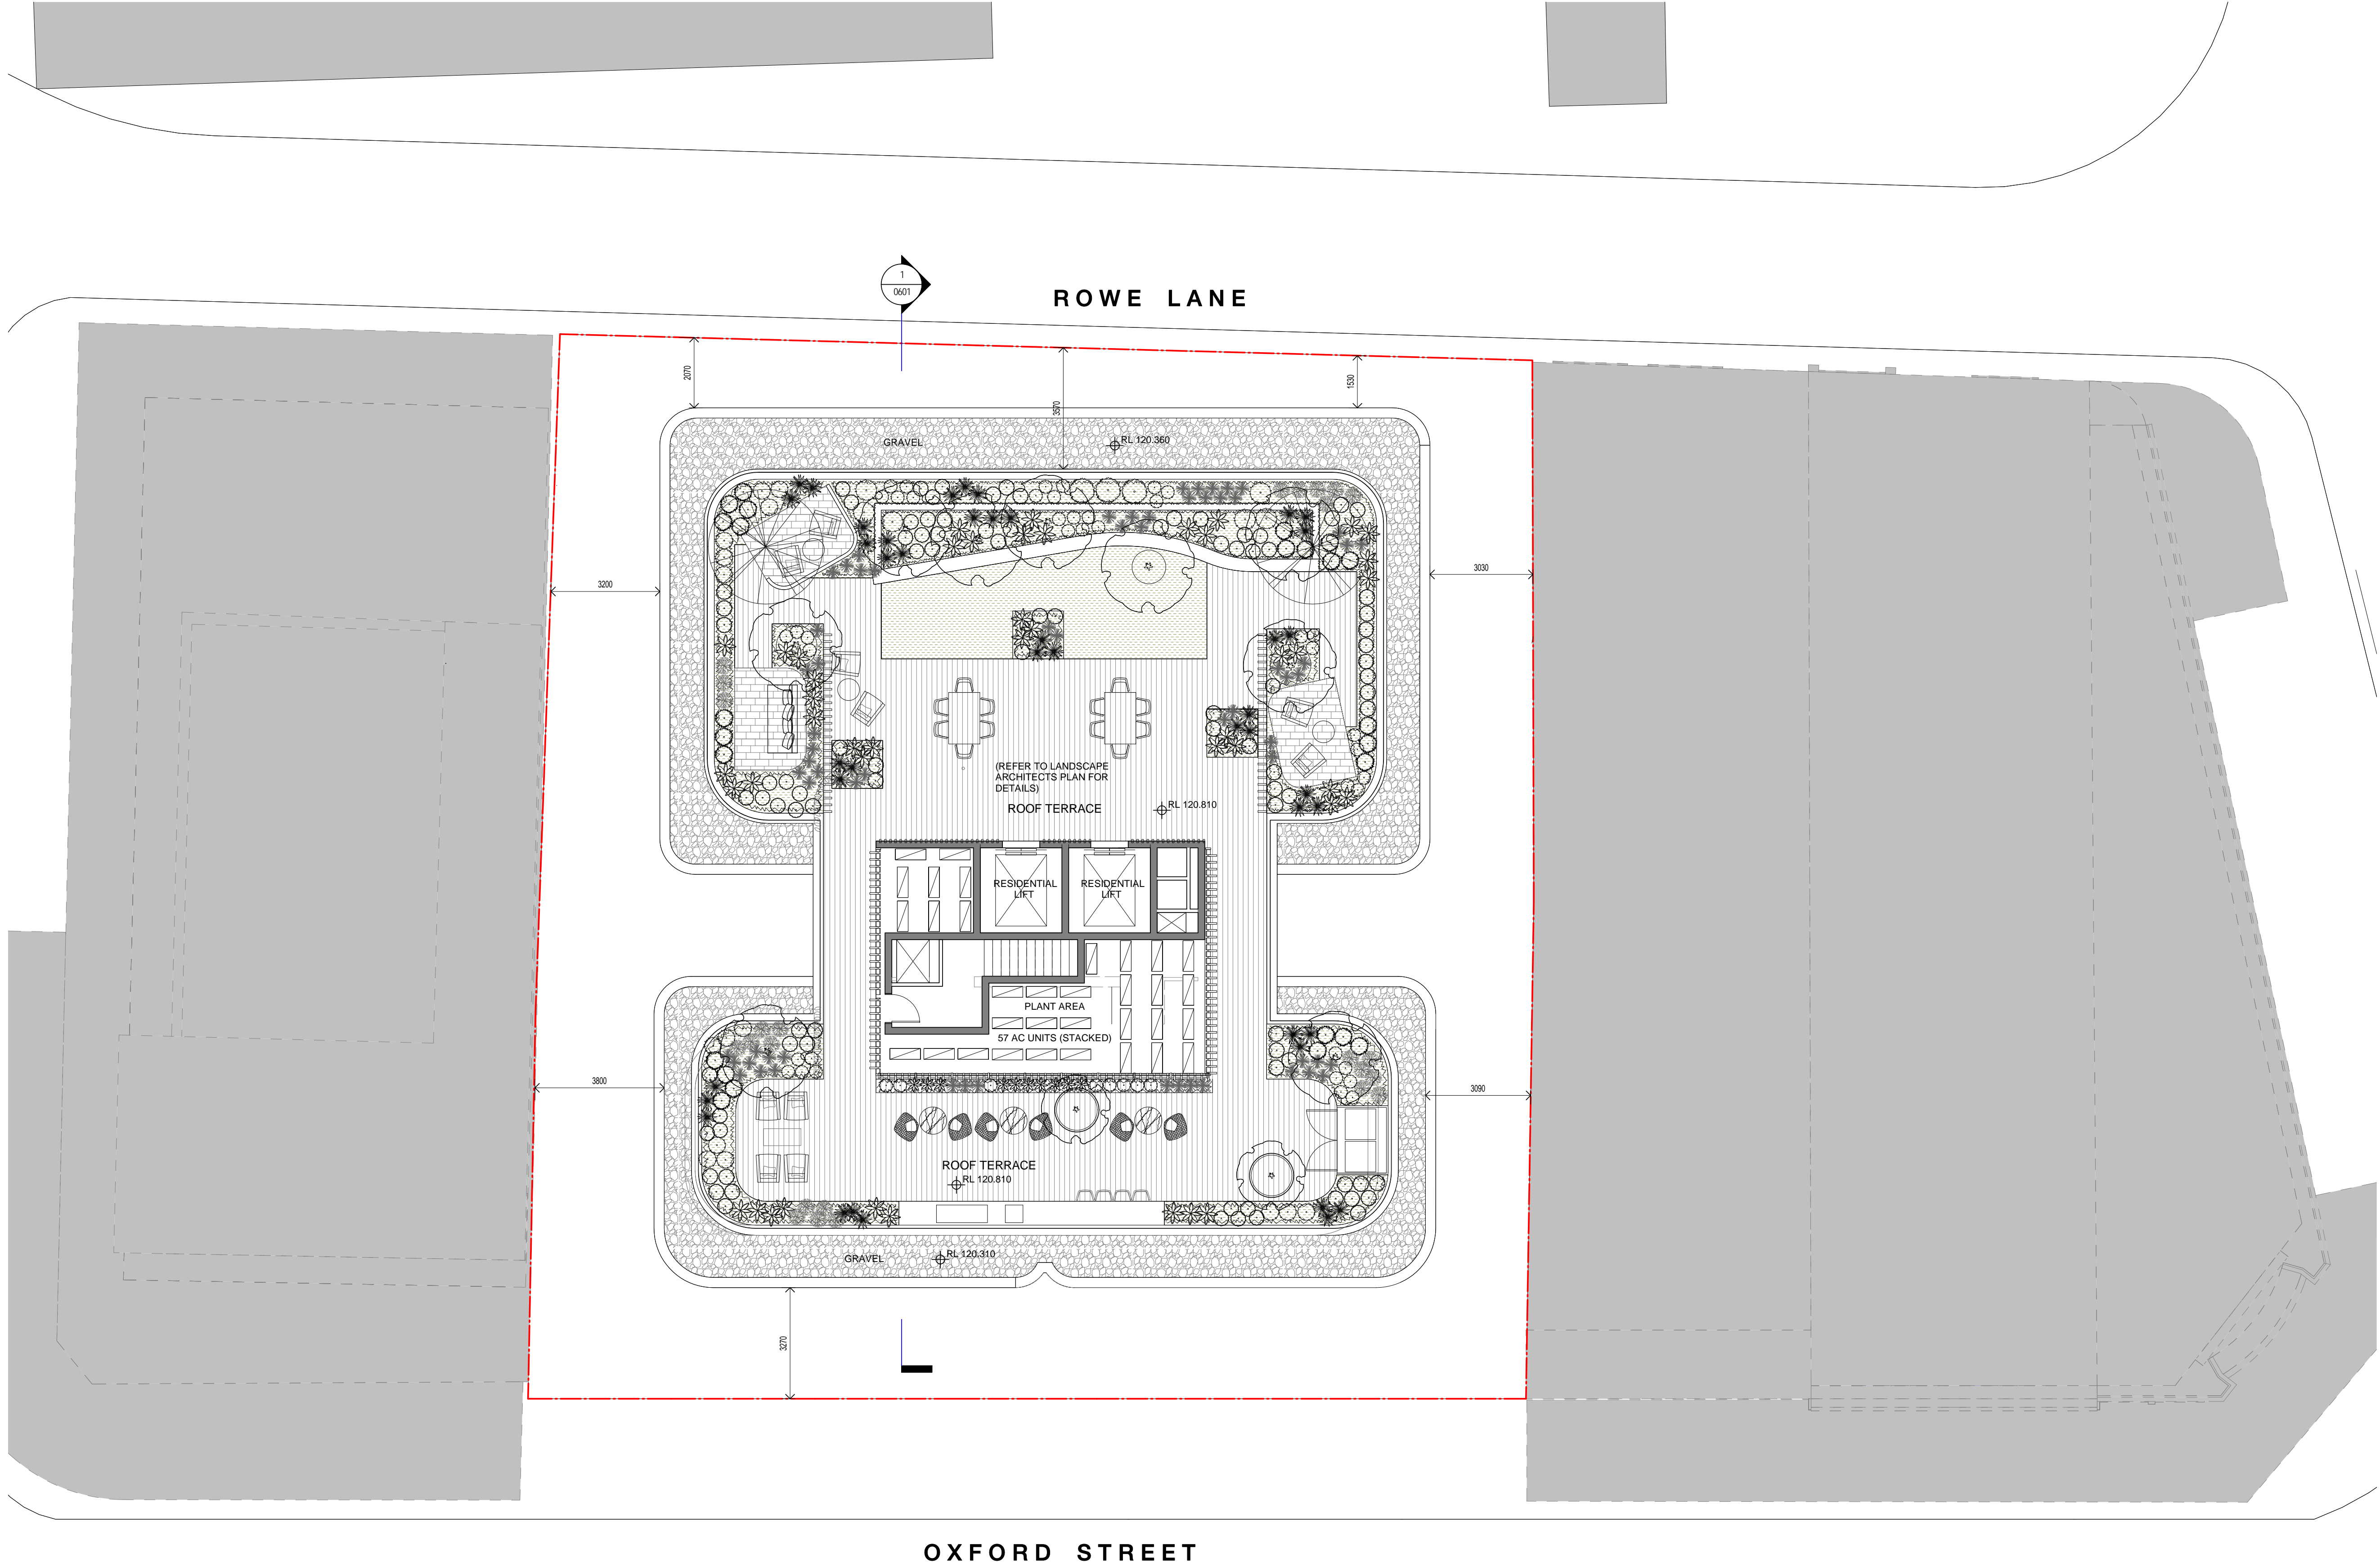 1
0601
ROWE LANE
2070
3570
1530
GRAVEL
RL 120.360
3200
3030
(REFER TO LANDSCAPE
ARCHITECTS PLAN FOR
DETAILS)
ROOF TERRACE
RL 120.810
RESIDENTIAL
LIFT
RESIDENTIAL
LIFT
PLANT AREA
57 AC UNITS (STACKED)
3800
3090
ROOF TERRACE
RL 120.810
GRAVEL
RL 120.310
3270
OXFORD STREET